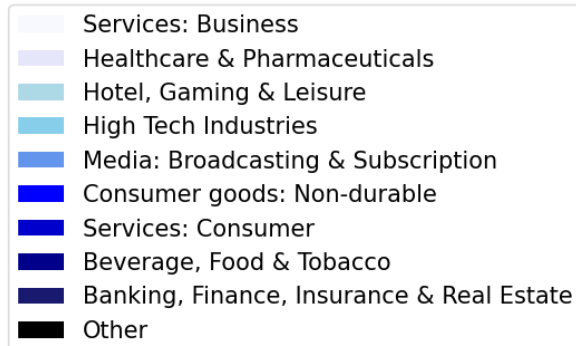 Services: Business
Healthcare & Pharmaceuticals
Hotel, Gaming & Leisure
High Tech Industries
Media: Broadcasting & Subscription
Consumer goods: Non-durable
Services: Consumer
Beverage, Food & Tobacco
Banking, Finance, Insurance & Real Estate
Other